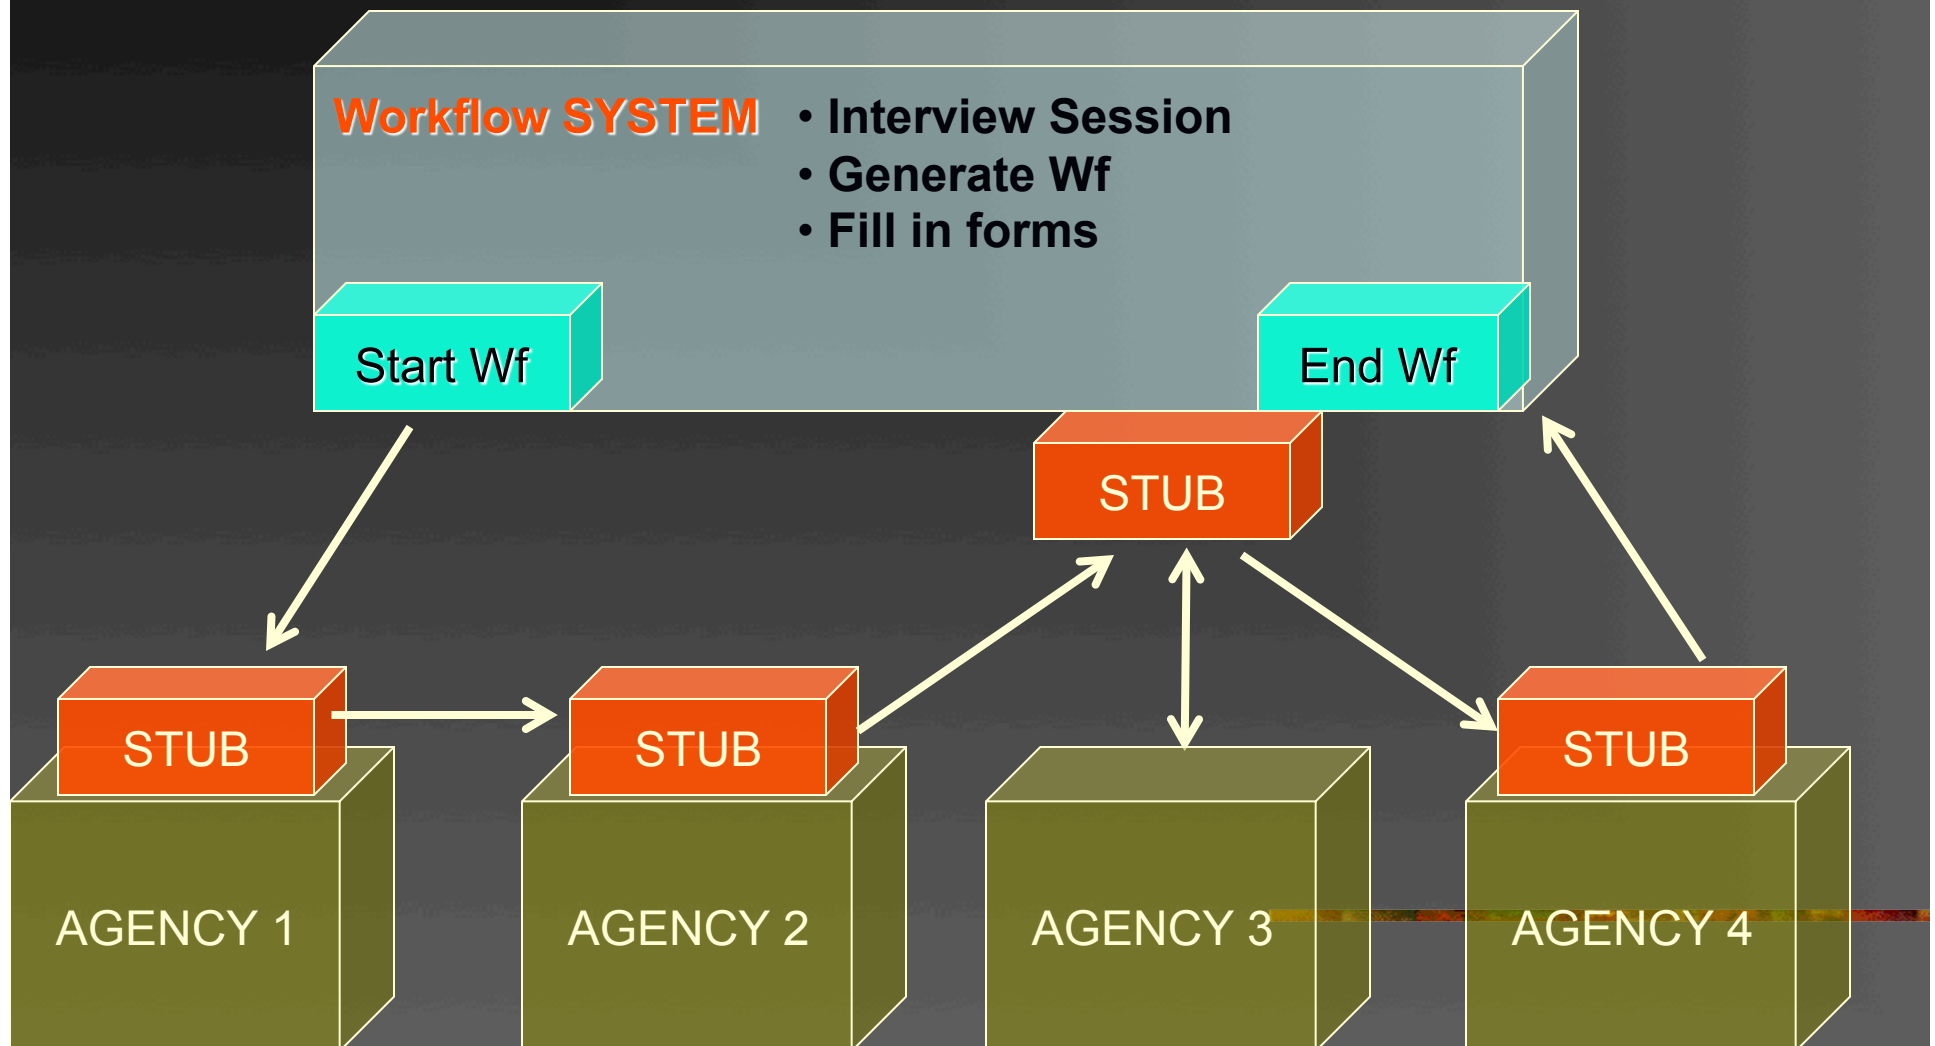 Workflow SYSTEM
• Interview Session
• Generate Wf
• Fill in forms
Start Wf
End Wf
STUB
STUB
STUB
STUB
AGENCY 1
AGENCY 2
AGENCY 3
AGENCY 4